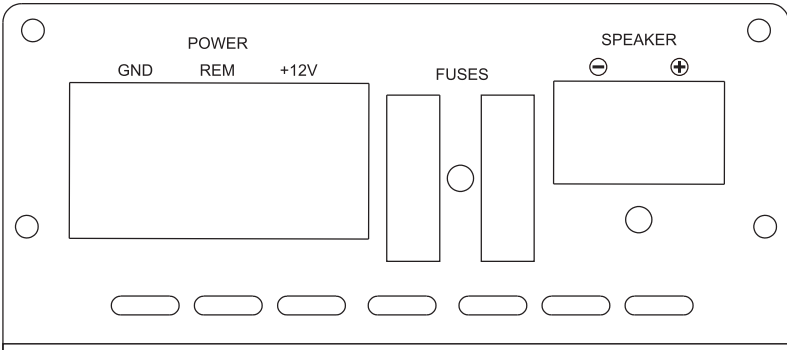 POWER
GND REM +12V
FUSES
SPEAKER
− +